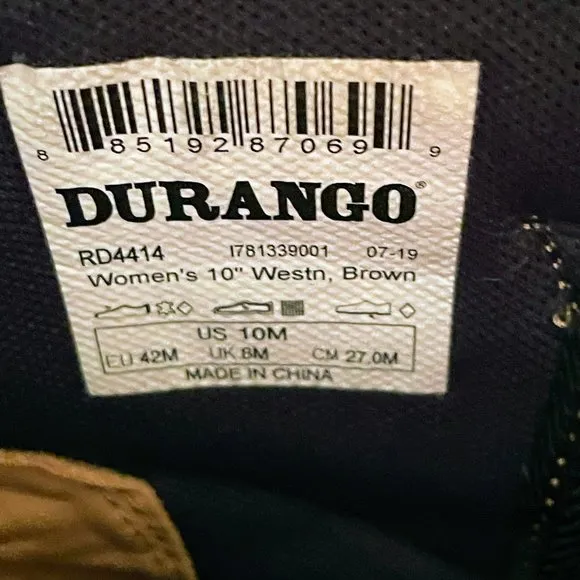 8 85192 87069 9
DURANGO®
RD4414 I781339001 07-19
Women's 10" Westn, Brown
US 10M
EU 42M UK 8M CM 27.0M
MADE IN CHINA